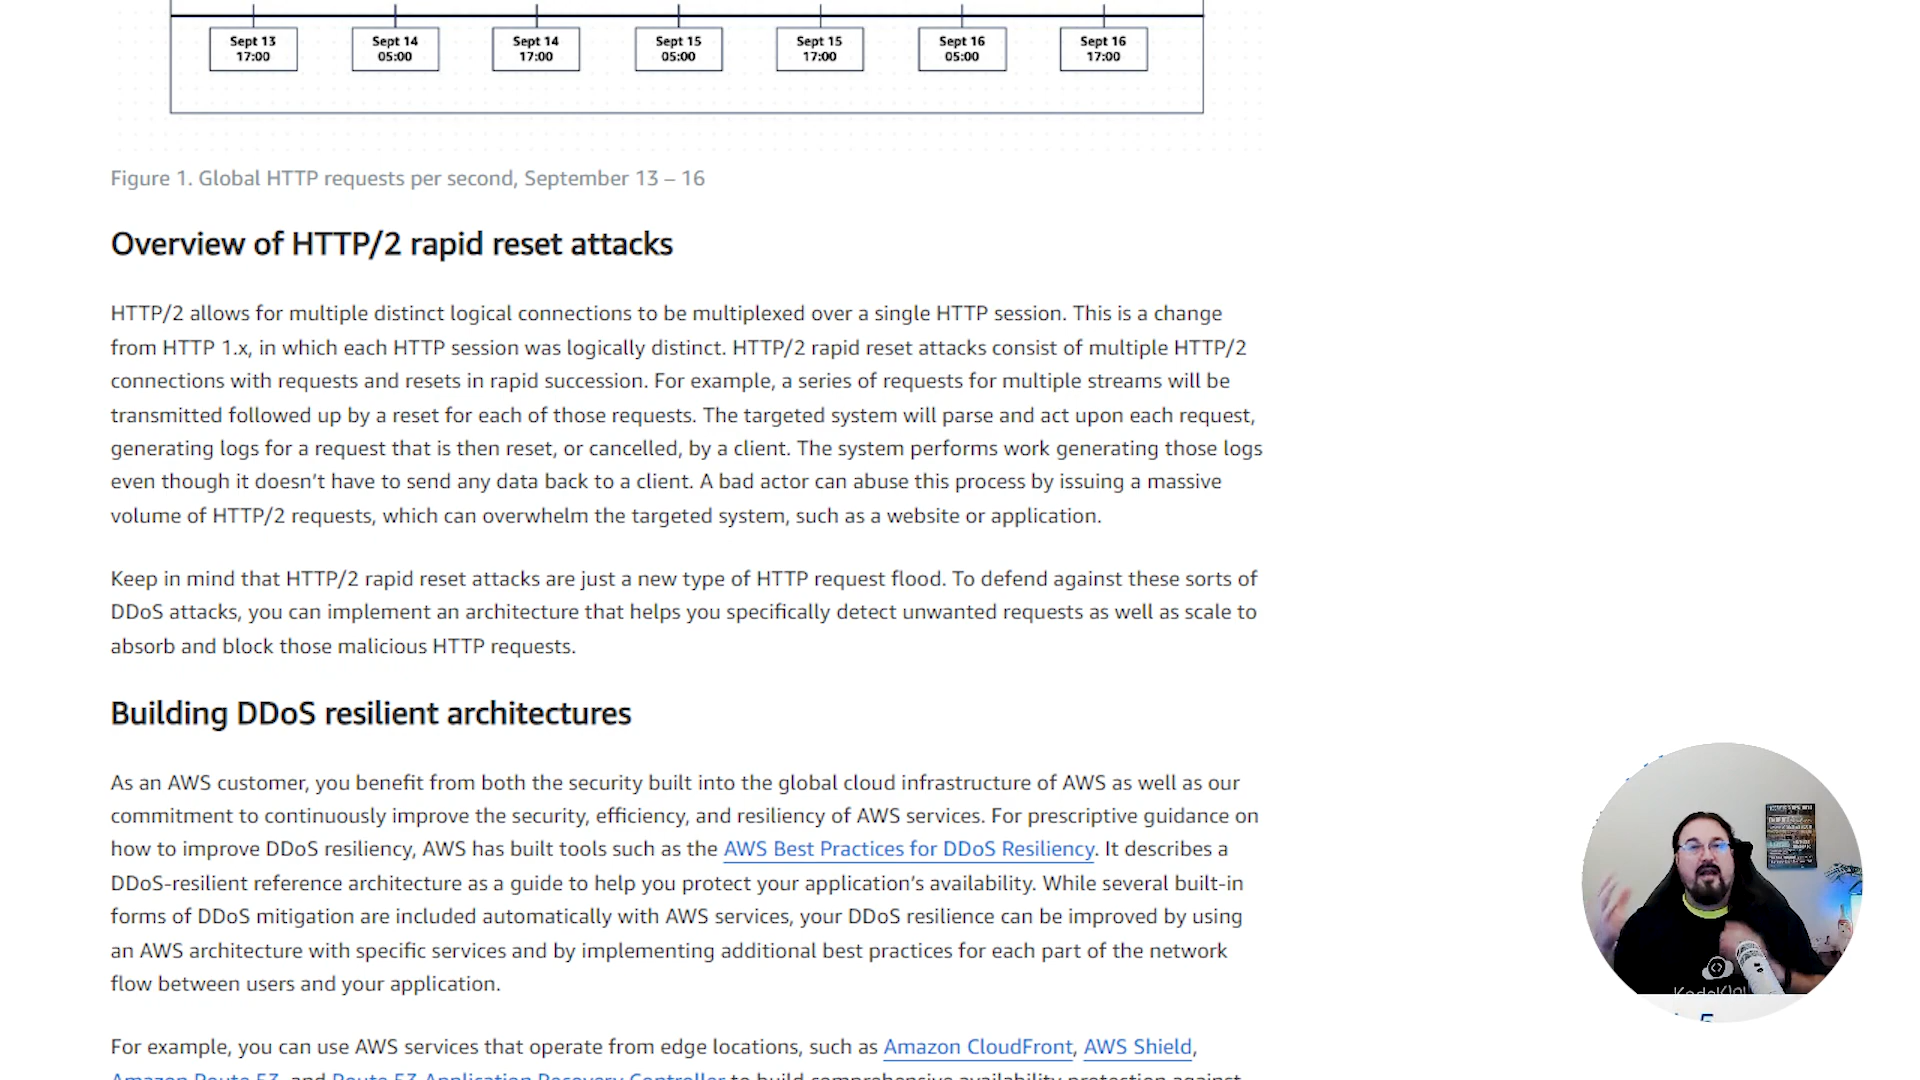 Sept 13
17:00
Sept 14
05:00
Sept 14
17:00
Sept 15
05:00
Sept 15
17:00
Sept 16
05:00
Sept 16
17:00
Figure 1. Global HTTP requests per second, September 13 – 16
Overview of HTTP/2 rapid reset attacks
HTTP/2 allows for multiple distinct logical connections to be multiplexed over a single HTTP session. This is a change
from HTTP 1.x, in which each HTTP session was logically distinct. HTTP/2 rapid reset attacks consist of multiple HTTP/2
connections with requests and resets in rapid succession. For example, a series of requests for multiple streams will be
transmitted followed up by a reset for each of those requests. The targeted system will parse and act upon each request,
generating logs for a request that is then reset, or cancelled, by a client. The system performs work generating those logs
even though it doesn’t have to send any data back to a client. A bad actor can abuse this process by issuing a massive
volume of HTTP/2 requests, which can overwhelm the targeted system, such as a website or application.
Keep in mind that HTTP/2 rapid reset attacks are just a new type of HTTP request flood. To defend against these sorts of
DDoS attacks, you can implement an architecture that helps you specifically detect unwanted requests as well as scale to
absorb and block those malicious HTTP requests.
Building DDoS resilient architectures
As an AWS customer, you benefit from both the security built into the global cloud infrastructure of AWS as well as our
commitment to continuously improve the security, efficiency, and resiliency of AWS services. For prescriptive guidance on
how to improve DDoS resiliency, AWS has built tools such as the AWS Best Practices for DDoS Resiliency. It describes a
DDoS-resilient reference architecture as a guide to help you protect your application’s availability. While several built-in
forms of DDoS mitigation are included automatically with AWS services, your DDoS resilience can be improved by using
an AWS architecture with specific services and by implementing additional best practices for each part of the network
flow between users and your application.
For example, you can use AWS services that operate from edge locations, such as Amazon CloudFront, AWS Shield,
Amazon Route 53, and Route 53 Application Recovery Controller to build comprehensive availability protection against